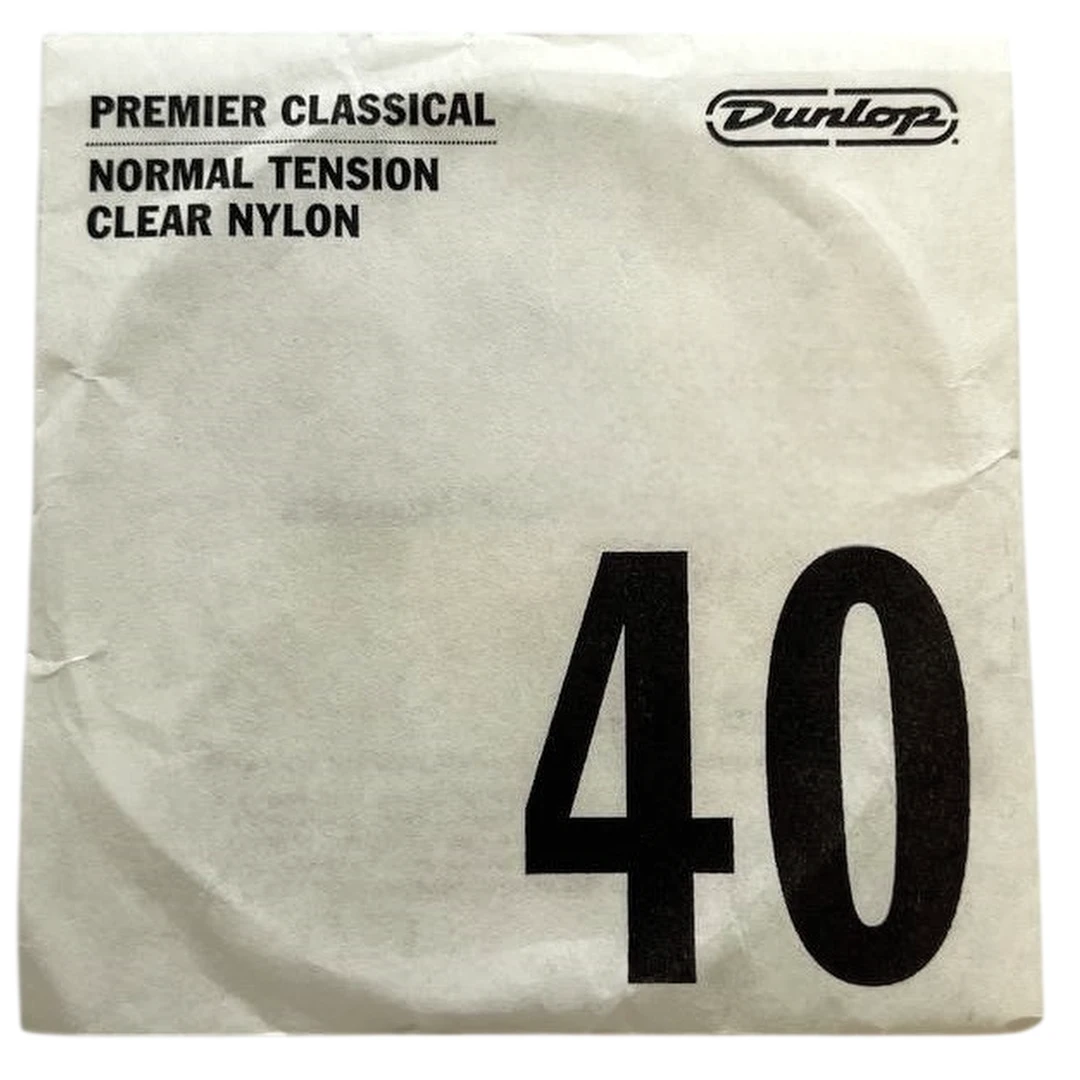 PREMIER CLASSICAL
Dunlop
NORMAL TENSION
CLEAR NYLON
40